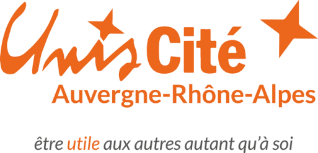 Unis Cité
Auvergne-Rhône-Alpes
être utile aux autres autant qu'à soi